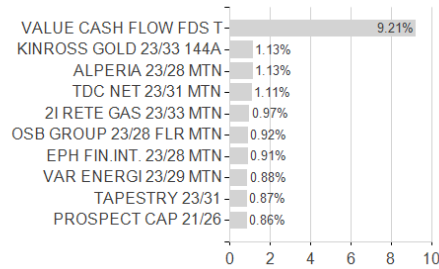 VALUE CASH FLOW FDS T 9.21%
KINROSS GOLD 23/33 144A 1.13%
ALPERIA 23/28 MTN 1.13%
TDC NET 23/31 MTN 1.11%
2I RETE GAS 23/33 MTN 0.97%
OSB GROUP 23/28 FLR MTN 0.92%
EPH FIN.INT. 23/28 MTN 0.91%
VAR ENERGI 23/29 MTN 0.88%
TAPESTRY 23/31 0.87%
PROSPECT CAP 21/26 0.86%
0 2 4 6 8 10